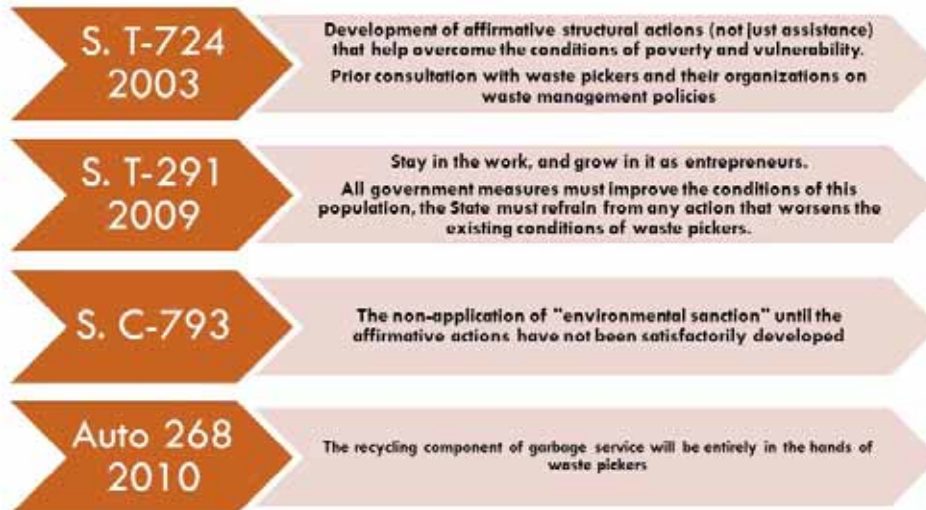 S. T-724
2003
Development of affirmative structural actions (not just assistance)
that help overcome the conditions of poverty and vulnerability.
Prior consultation with waste pickers and their organizations on
waste management policies
S. T-291
2009
Stay in the work, and grow in it as entrepreneurs.
All government measures must improve the conditions of this
population, the State must refrain from any action that worsens the
existing conditions of waste pickers.
S. C-793
The non-application of "environmental sanction" until the
affirmative actions have not been satisfactorily developed
Auto 268
2010
The recycling component of garbage service will be entirely in the hands of
waste pickers